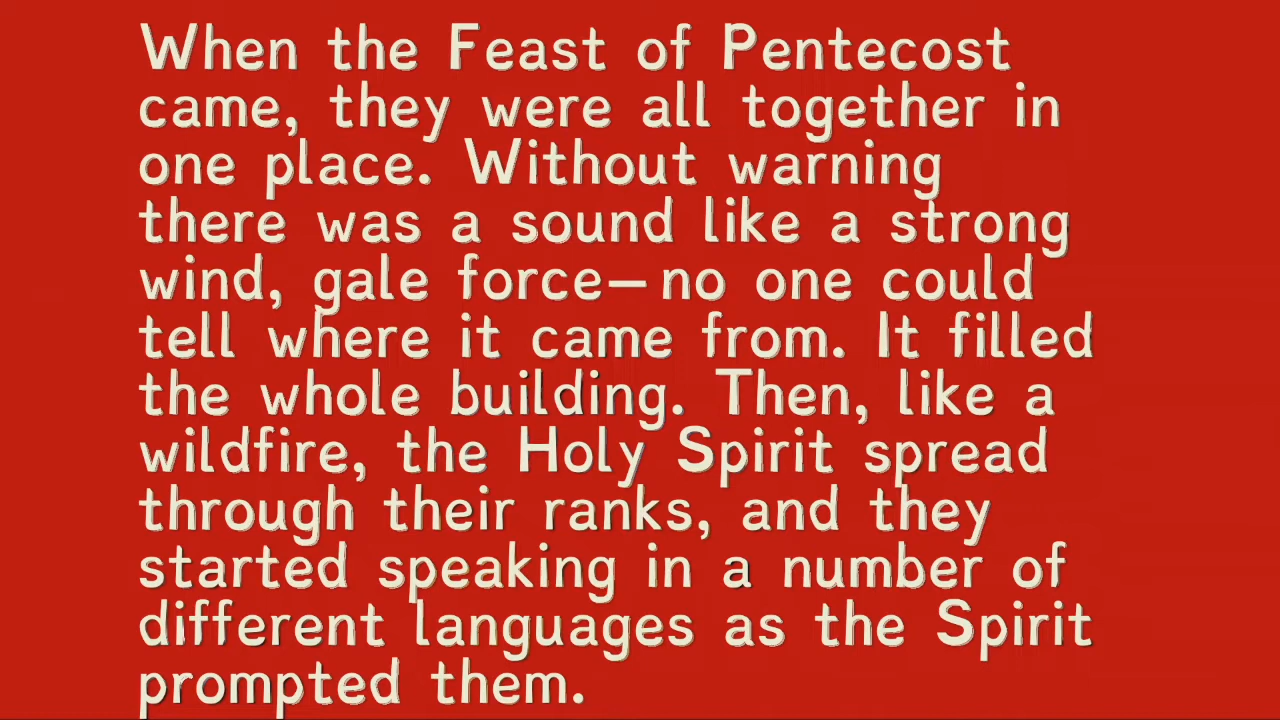 When the Feast of Pentecost
came, they were all together in
one place. Without warning
there was a sound like a strong
wind, gale force—no one could
tell where it came from. It filled
the whole building. Then, like a
wildfire, the Holy Spirit spread
through their ranks, and they
started speaking in a number of
different languages as the Spirit
prompted them.